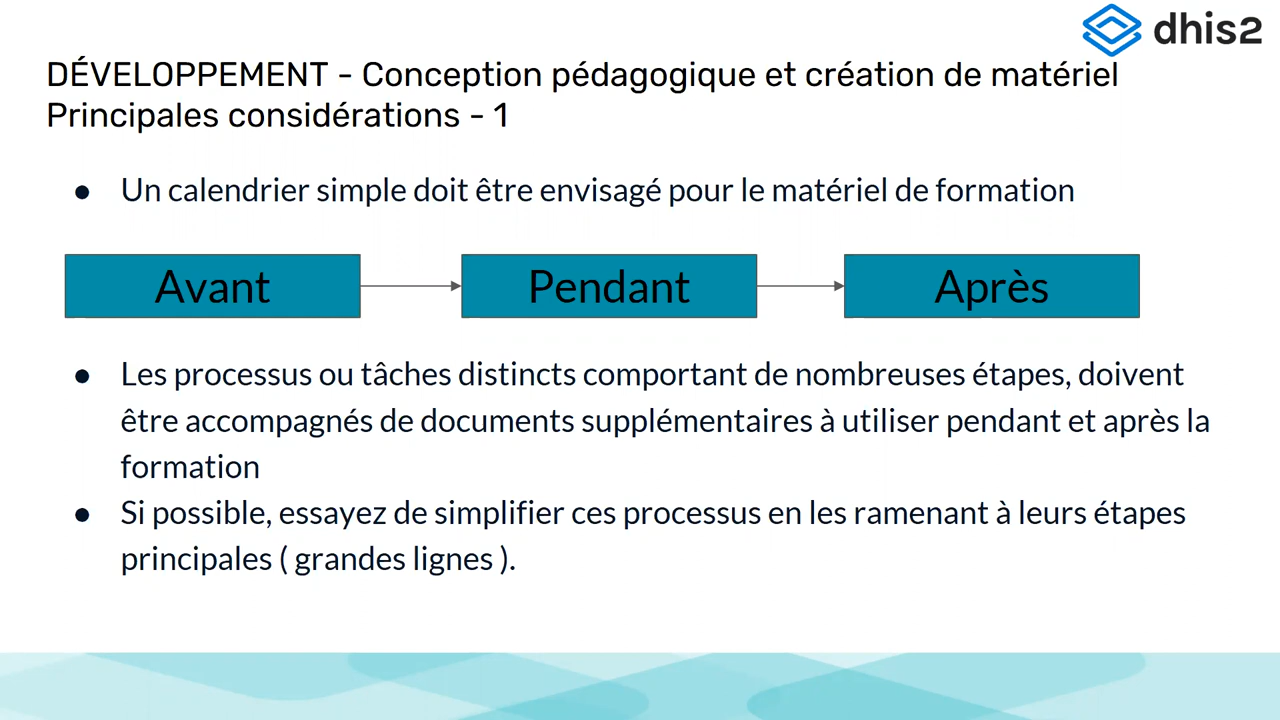 dhis2
DÉVELOPPEMENT - Conception pédagogique et création de matériel
Principales considérations - 1
● Un calendrier simple doit être envisagé pour le matériel de formation
Avant
Pendant
Après
● Les processus ou tâches distincts comportant de nombreuses étapes, doivent
être accompagnés de documents supplémentaires à utiliser pendant et après la
formation
● Si possible, essayez de simplifier ces processus en les ramenant à leurs étapes
principales ( grandes lignes ).